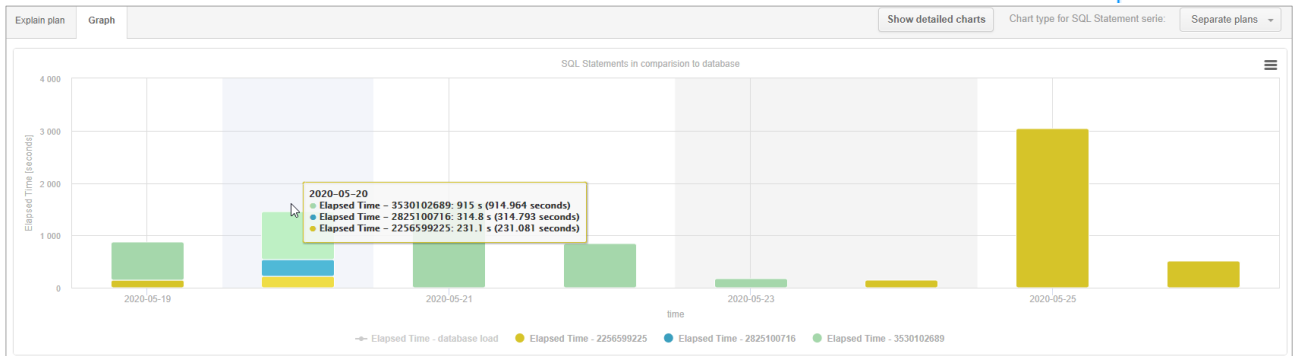 Explain plan
Graph
Show detailed charts
Chart type for SQL Statement serie:
Separate plans
SQL Statements in comparision to database
4 000
3 000
2 000
1 000
0
Elapsed Time [seconds]
2020-05-20
Elapsed Time - 3530102689: 915 s (914.964 seconds)
Elapsed Time - 2825100716: 314.8 s (314.793 seconds)
Elapsed Time - 2256599225: 231.1 s (231.081 seconds)
2020-05-19
2020-05-21
2020-05-23
2020-05-25
time
Elapsed Time - database load
Elapsed Time - 2256599225
Elapsed Time - 2825100716
Elapsed Time - 3530102689